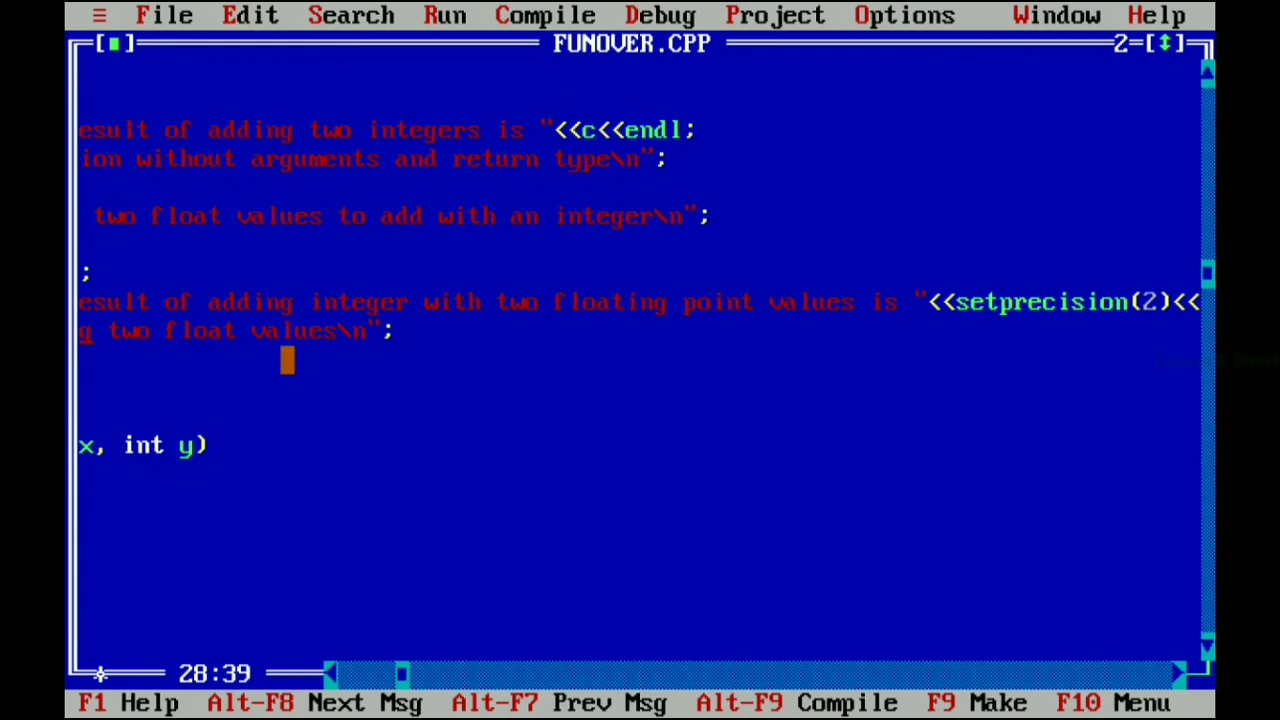 ≡ File Edit Search Run Compile Debug Project Options Window Help
[■] FUNOVER.CPP 2=[↕]
esult of adding two integers is "<<c<<endl;
ion without arguments and return type\n";
two float values to add with an integer\n";
;
esult of adding integer with two floating point values is "<<setprecision(2)<<
g two float values\n";
x, int y)
28:39
F1 Help Alt-F8 Next Msg Alt-F7 Prev Msg Alt-F9 Compile F9 Make F10 Menu